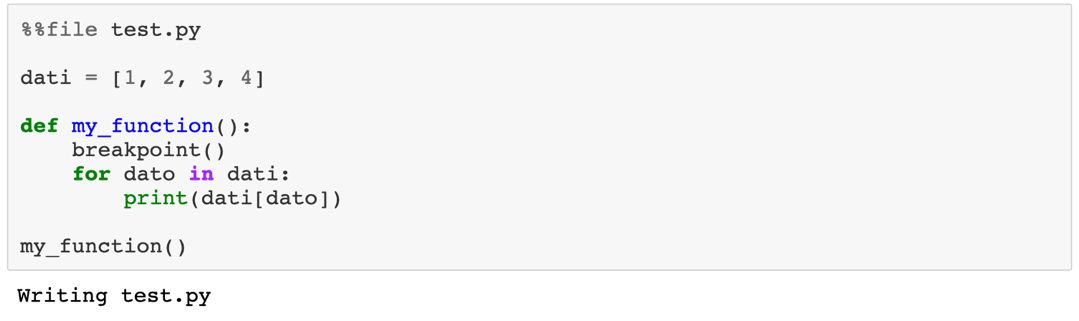 %%file test.py
dati = [1, 2, 3, 4]
def my_function():
    breakpoint()
    for dato in dati:
        print(dati[dato])
my_function()
Writing test.py